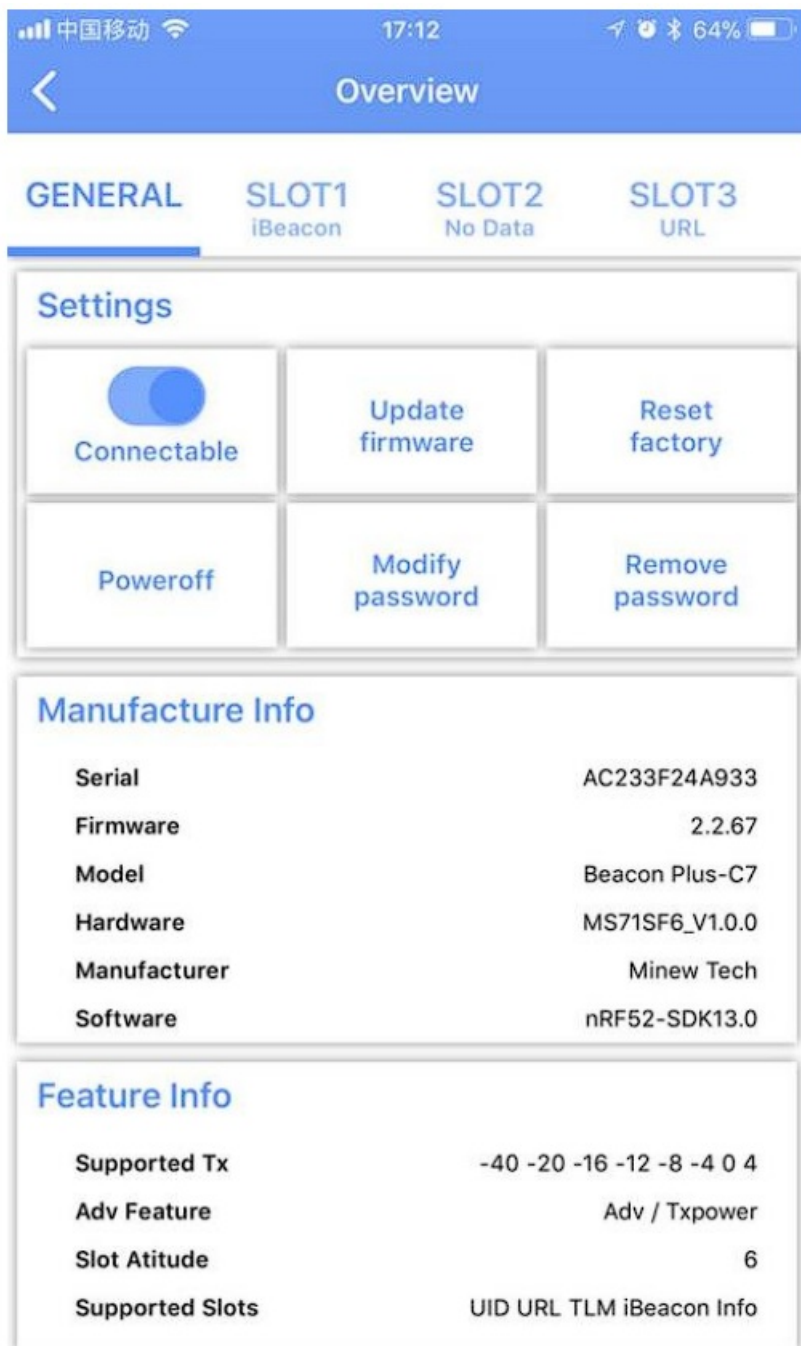 中国移动 17:12 64%
Overview
GENERAL SLOT1 SLOT2 SLOT3
iBeacon No Data URL
Settings
Connectable
Update
firmware
Reset
factory
Poweroff
Modify
password
Remove
password
Manufacture Info
Serial AC233F24A933
Firmware 2.2.67
Model Beacon Plus-C7
Hardware MS71SF6_V1.0.0
Manufacturer Minew Tech
Software nRF52-SDK13.0
Feature Info
Supported Tx -40 -20 -16 -12 -8 -4 0 4
Adv Feature Adv / Txpower
Slot Atitude 6
Supported Slots UID URL TLM iBeacon Info